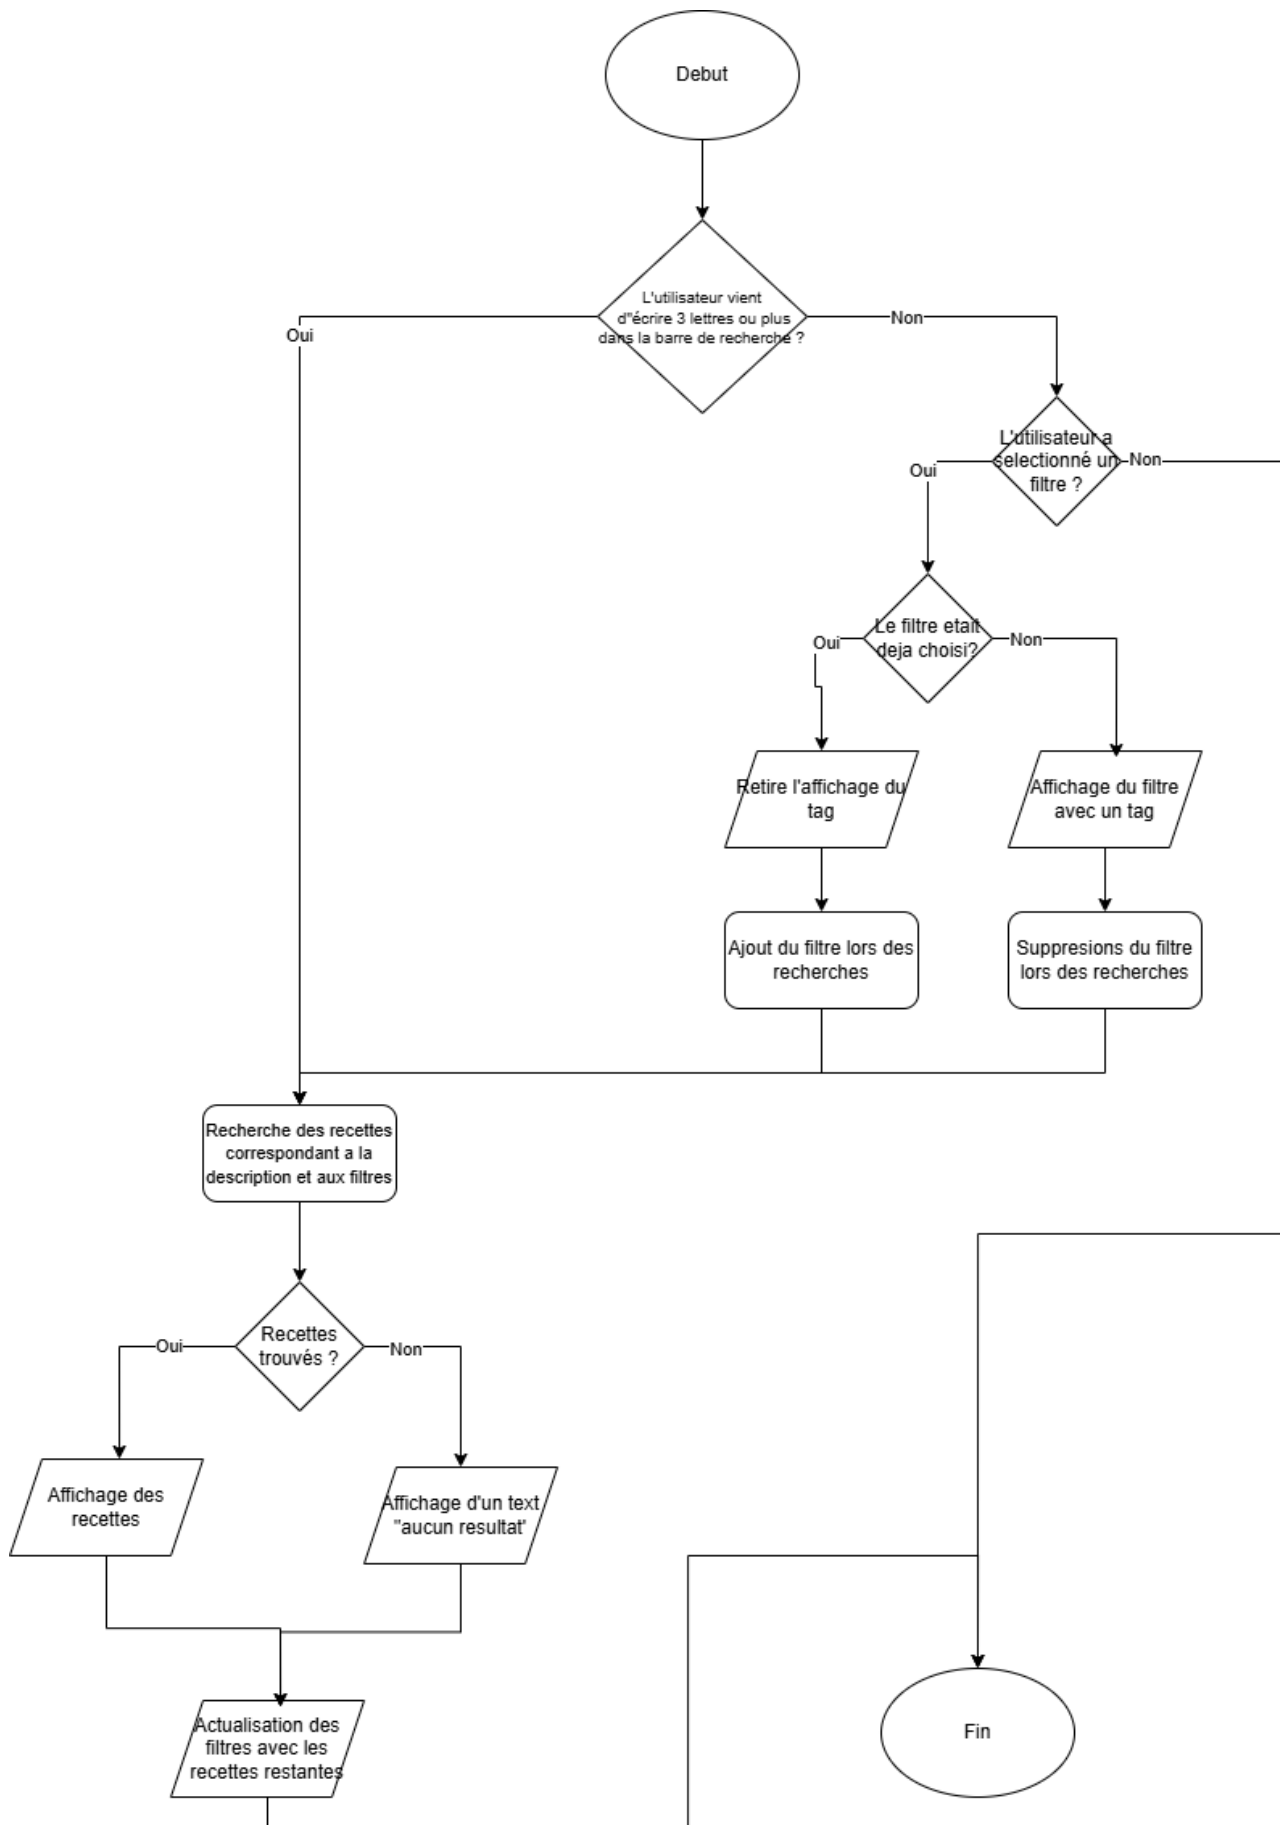 Debut
L'utilisateur vient
d"écrire 3 lettres ou plus
dans la barre de recherche ?
Oui
Non
L'utilisateur a
selectionné un
filtre ?
Oui
Non
Le filtre etait
deja choisi?
Oui
Non
Retire l'affichage du
tag
Affichage du filtre
avec un tag
Ajout du filtre lors des
recherches
Suppresions du filtre
lors des recherches
Recherche des recettes
correspondant a la
description et aux filtres
Recettes
trouvés ?
Oui
Non
Affichage des
recettes
Affichage d'un text
"aucun resultat'
Actualisation des
filtres avec les
recettes restantes
Fin